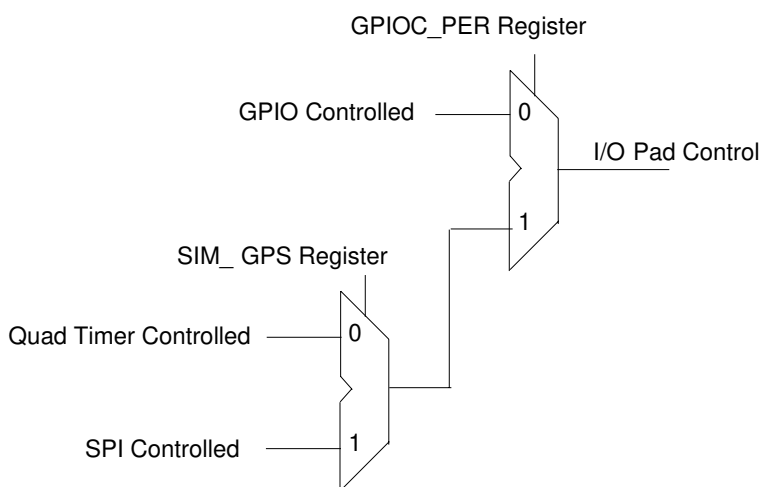 GPIOC_PER Register
GPIO Controlled
0
I/O Pad Control
1
SIM_ GPS Register
Quad Timer Controlled
0
SPI Controlled
1